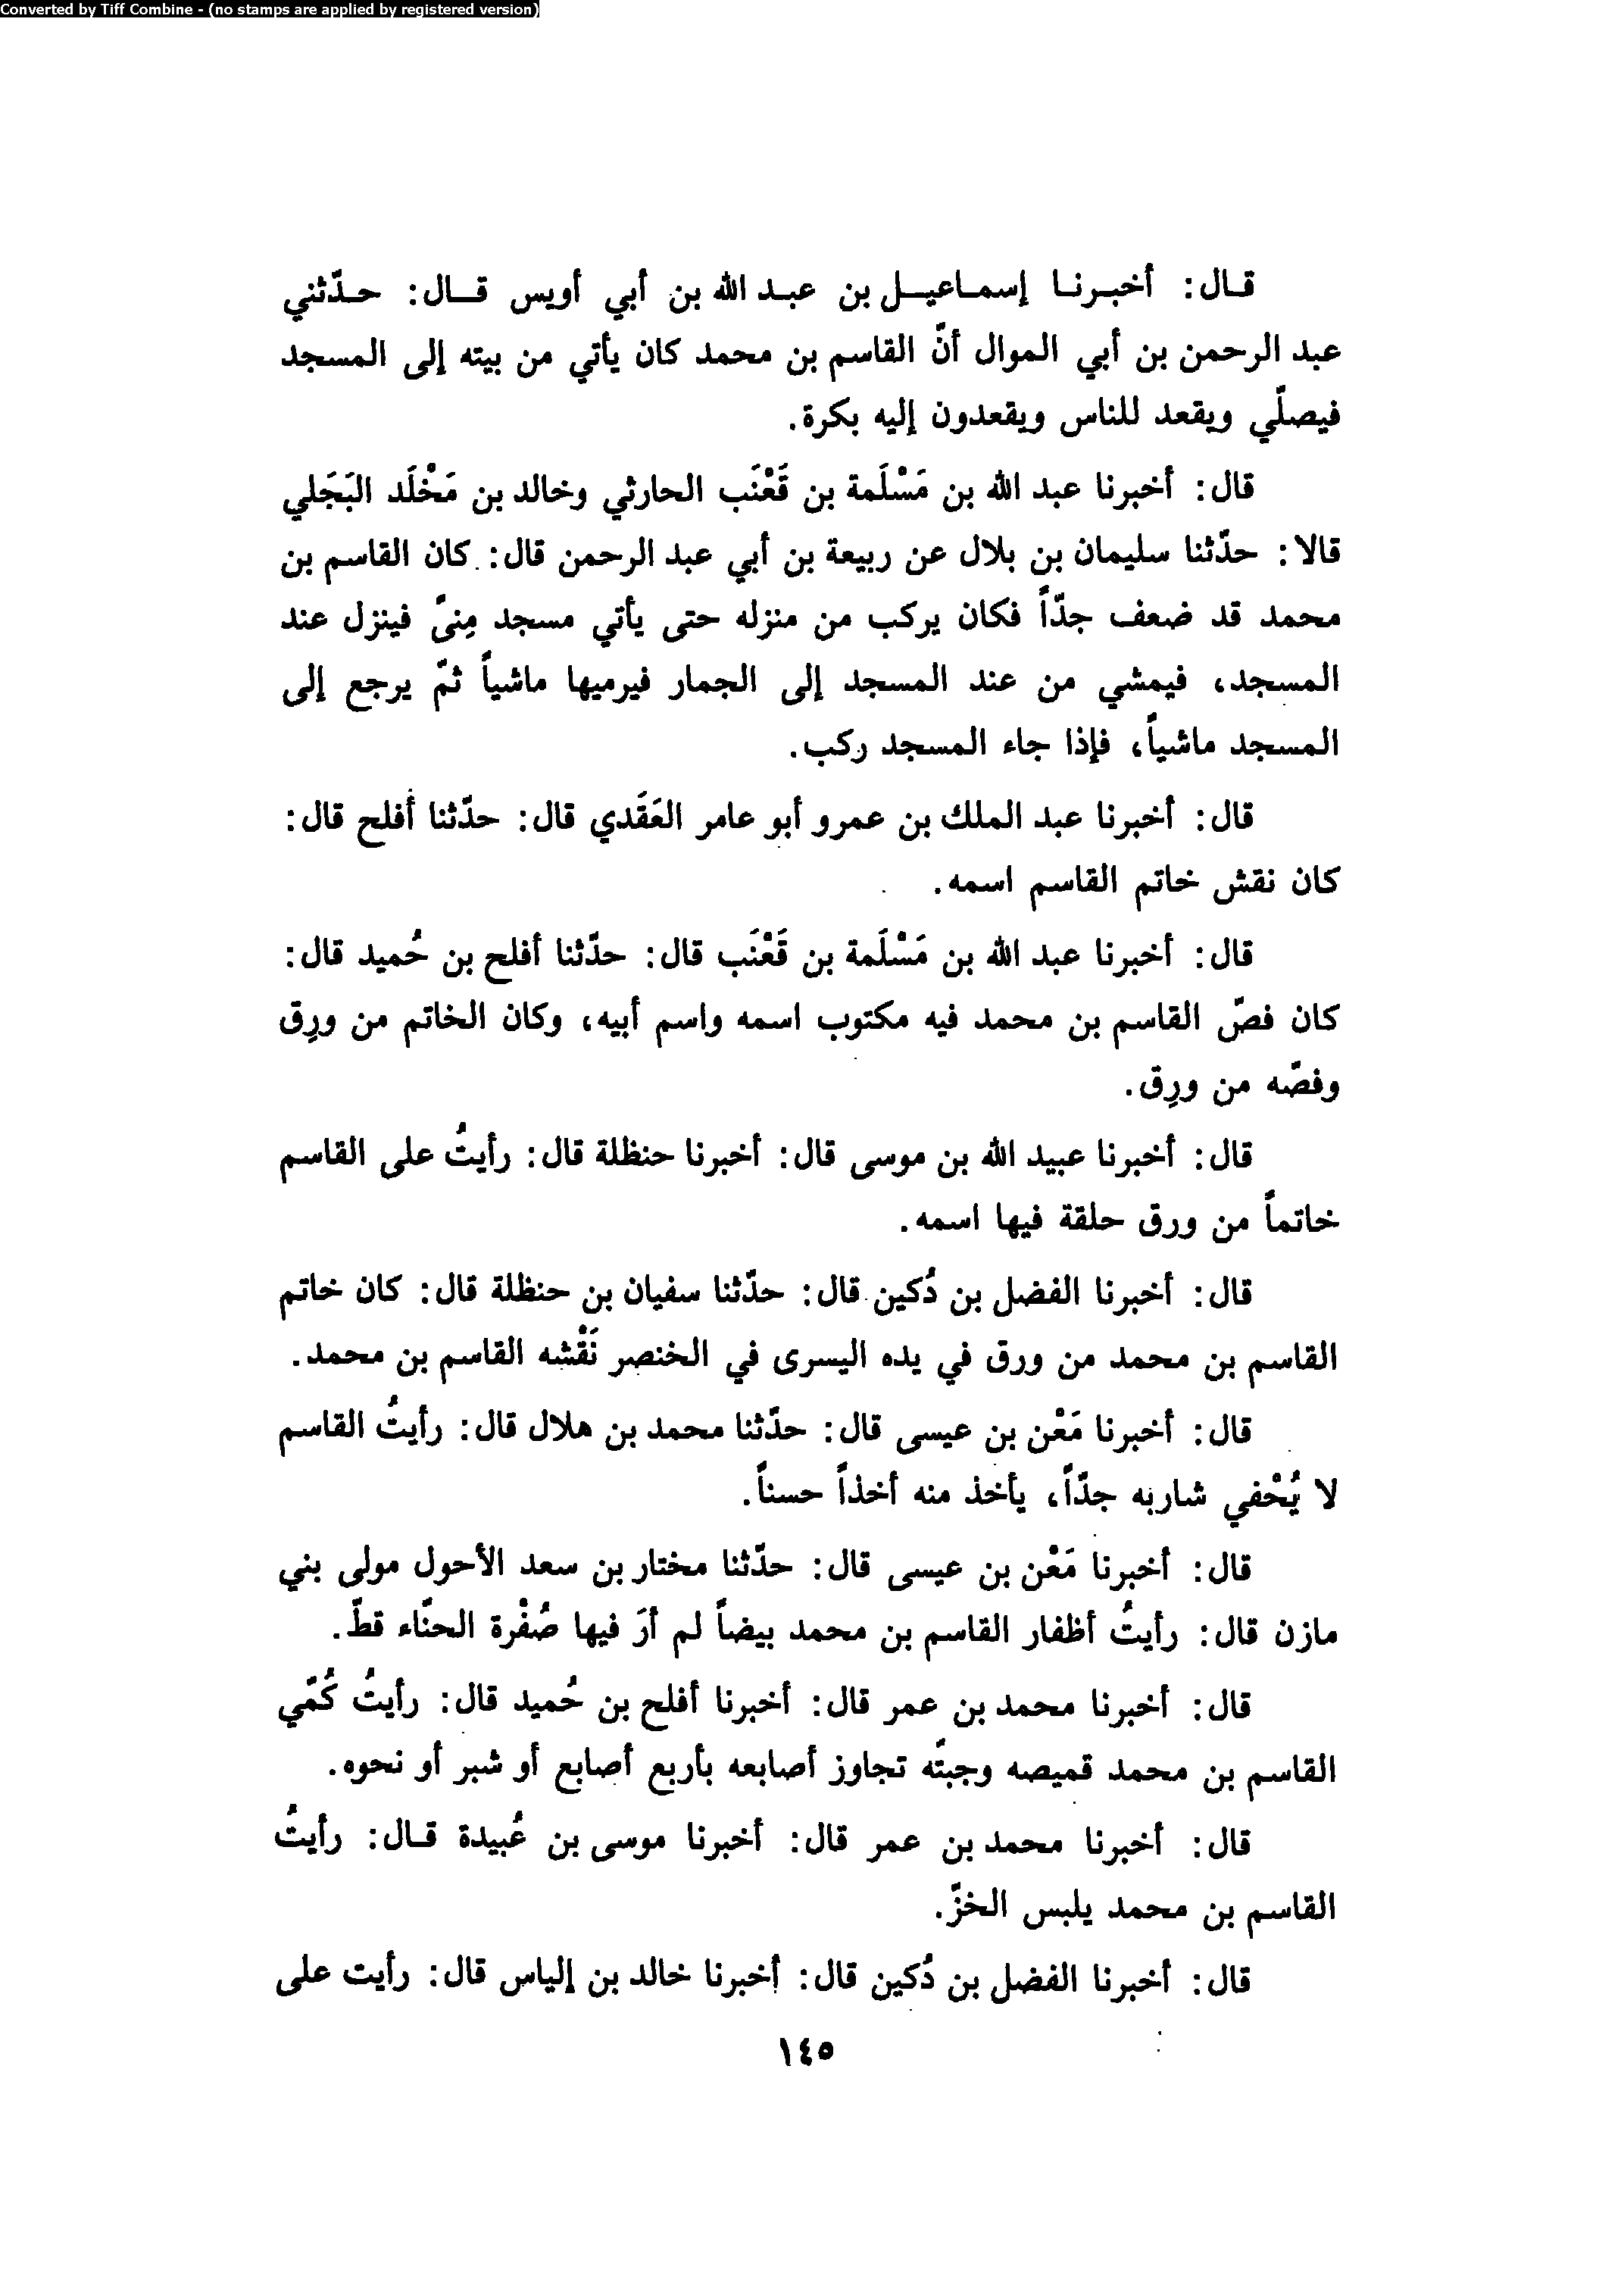 Converted by Tiff Combine - (no stamps are applied by registered version)
قال: أخبرنا إسماعيل بن عبد الله بن أبي أويس قال: حدّثني
عبد الرحمن بن أبي الموال أنّ القاسم بن محمد كان يأتي من بيته إلى المسجد
فيصلّي ويقعد للناس ويقعدون إليه بكرة.
قال: أخبرنا عبد الله بن مَسْلَمة بن قَعْنَب الحارثي وخالد بن مَخْلَد البَجَلي
قالا: حدّثنا سليمان بن بلال عن ربيعة بن أبي عبد الرحمن قال: كان القاسم بن
محمد قد ضعف جدّاً فكان يركب من منزله حتى يأتي مسجد مِنىً فينزل عند
المسجد، فيمشي من عند المسجد إلى الجمار فيرميها ماشياً ثمّ يرجع إلى
المسجد ماشياً، فإذا جاء المسجد ركب.
قال: أخبرنا عبد الملك بن عمرو أبو عامر العَقَدي قال: حدّثنا أفلح قال:
كان نقش خاتم القاسم اسمه.
قال: أخبرنا عبد الله بن مَسْلَمة بن قَعْنَب قال: حدّثنا أفلح بن حُميد قال:
كان فصّ القاسم بن محمد فيه مكتوب اسمه واسم أبيه، وكان الخاتم من ورِق
وفصّه من ورِق.
قال: أخبرنا عبيد الله بن موسى قال: أخبرنا حنظلة قال: رأيتُ على القاسم
خاتماً من ورق حلقة فيها اسمه.
قال: أخبرنا الفضل بن دُكين قال: حدّثنا سفيان بن حنظلة قال: كان خاتم
القاسم بن محمد من ورق في يده اليسرى في الخنصر نَقْشه القاسم بن محمد.
قال: أخبرنا مَعْن بن عيسى قال: حدّثنا محمد بن هلال قال: رأيتُ القاسم
لا يُحْفي شاربه جدّاً، يأخذ منه أخذاً حسناً.
قال: أخبرنا مَعْن بن عيسى قال: حدّثنا مختار بن سعد الأحول مولى بني
مازن قال: رأيتُ أظفار القاسم بن محمد بيضاً لم أرَ فيها صُفْرة الحنّاء قطّ.
قال: أخبرنا محمد بن عمر قال: أخبرنا أفلح بن حُميد قال: رأيتُ كُمّي
القاسم بن محمد قميصه وجبتّه تجاوز أصابعه بأربع أصابع أو شبر أو نحوه.
قال: أخبرنا محمد بن عمر قال: أخبرنا موسى بن عُبيدة قال: رأيتُ
القاسم بن محمد يلبس الخزّ.
قال: أخبرنا الفضل بن دُكين قال: أخبرنا خالد بن إلياس قال: رأيت على
١٤٥